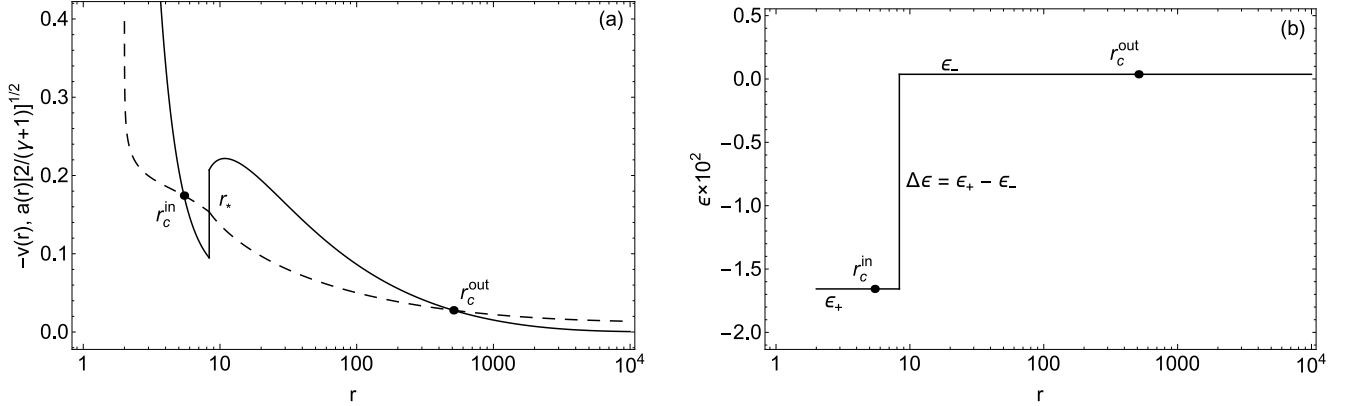 (a)
-v(r), a(r)[2/(γ+1)]^{1/2}
0.4
0.3
0.2
0.1
0.0
r_c^{in}
r_*
r_c^{out}
1
10
100
1000
10^4
r
(b)
ϵ×10^2
0.5
0.0
-0.5
-1.0
-1.5
-2.0
ϵ_-
r_c^{out}
Δϵ = ϵ_+ - ϵ_-
r_c^{in}
ϵ_+
1
10
100
1000
10^4
r